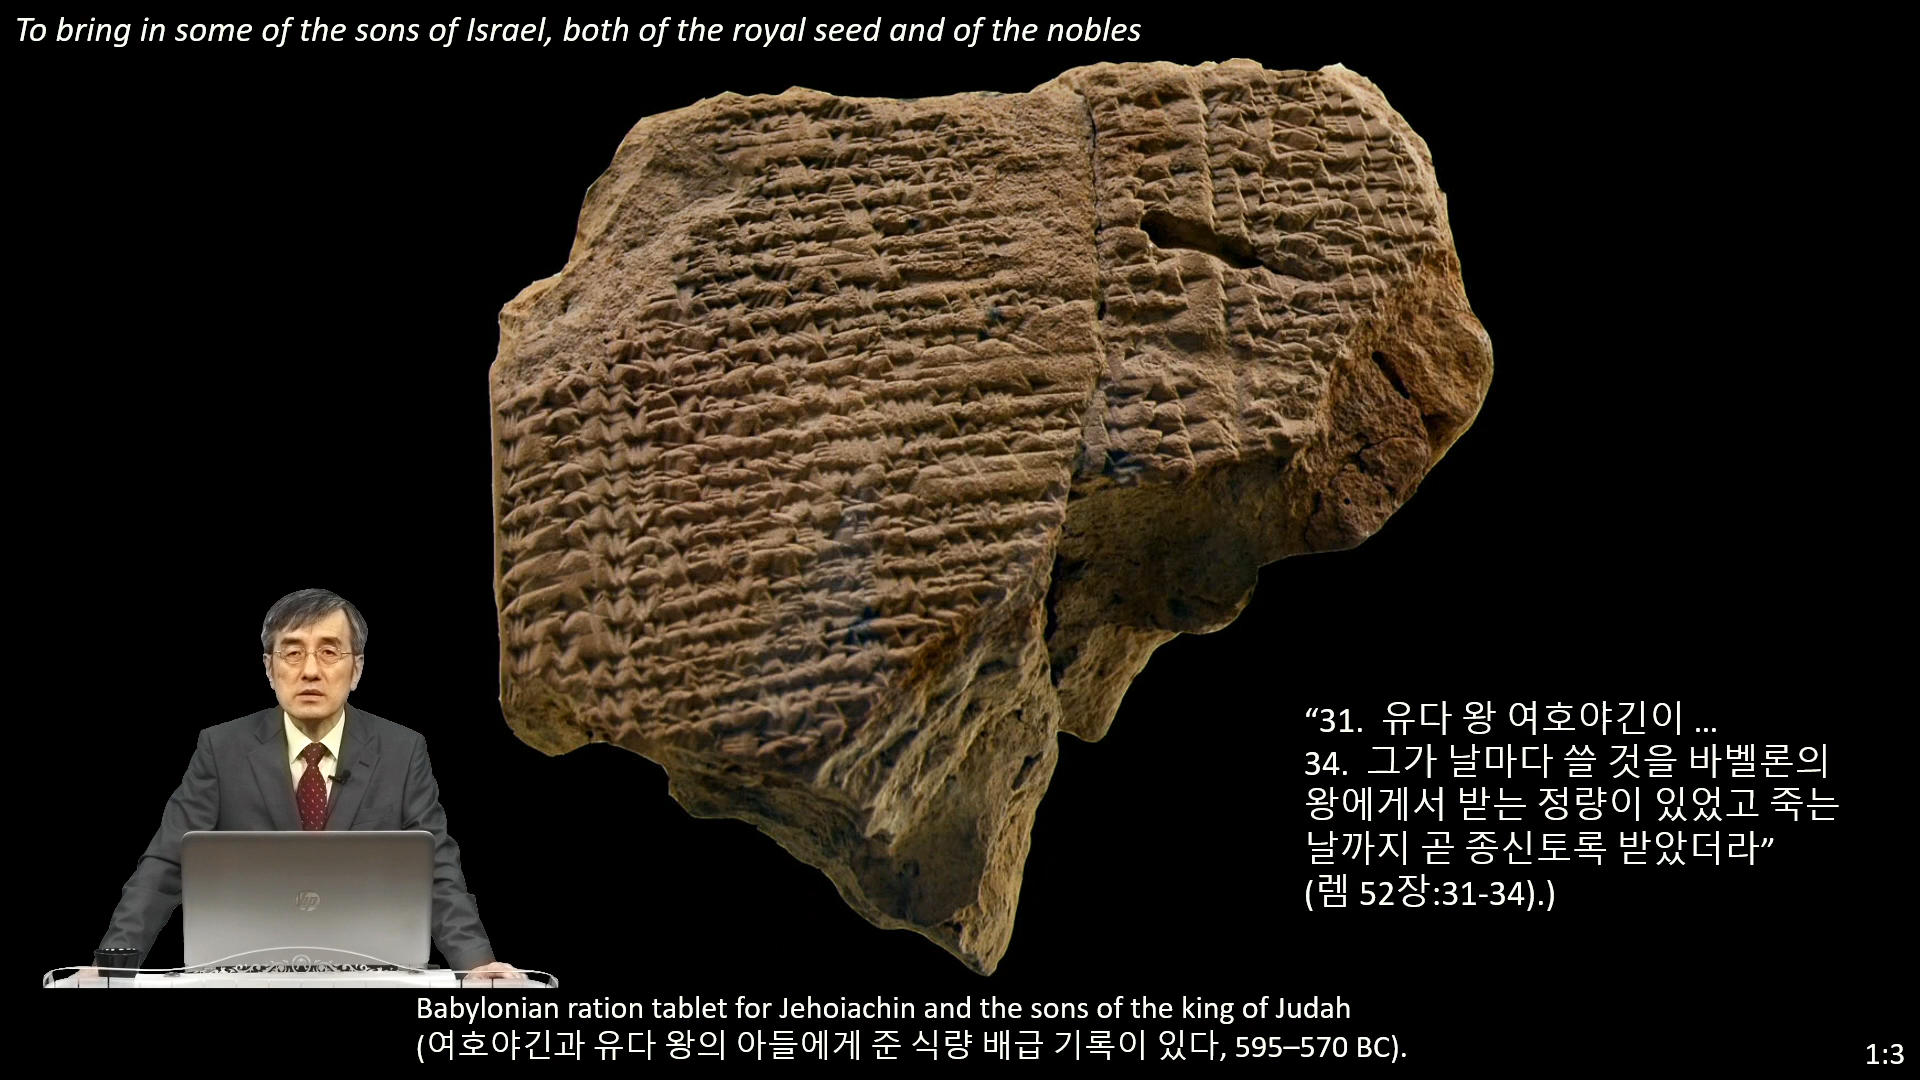 To bring in some of the sons of Israel, both of the royal seed and of the nobles
“31. 유다 왕 여호야긴이 ...
34. 그가 날마다 쓸 것을 바벨론의
왕에게서 받는 정량이 있었고 죽는
날까지 곧 종신토록 받았더라”
(렘 52장:31-34).)
hp
Babylonian ration tablet for Jehoiachin and the sons of the king of Judah
(여호야긴과 유다 왕의 아들에게 준 식량 배급 기록이 있다, 595–570 BC).
1:3